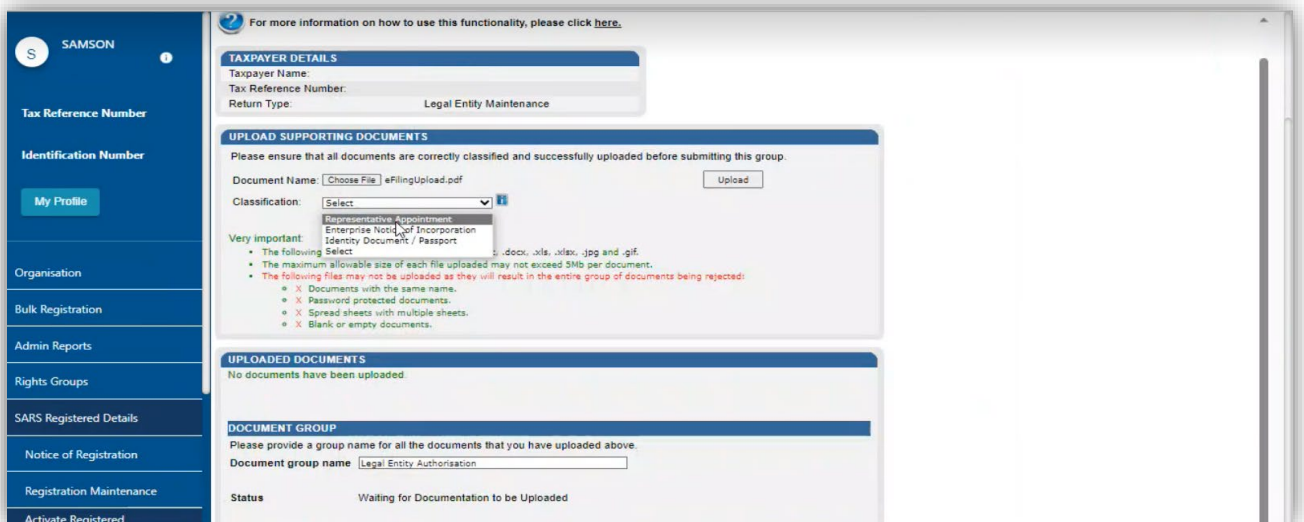 For more information on how to use this functionality, please click here.
S
SAMSON
Tax Reference Number
Identification Number
My Profile
Organisation
Bulk Registration
Admin Reports
Rights Groups
SARS Registered Details
Notice of Registration
Registration Maintenance
Activate Registered
TAXPAYER DETAILS
Taxpayer Name:
Tax Reference Number:
Return Type: Legal Entity Maintenance
UPLOAD SUPPORTING DOCUMENTS
Please ensure that all documents are correctly classified and successfully uploaded before submitting this group.
Document Name: Choose File eFilingUpload.pdf Upload
Classification: Select
Representative Appointment
Enterprise Notice of Incorporation
Identity Document / Passport
Select
Very important:
• The following .docx, .xls, .xlsx, .jpg and .gif.
• The maximum allowable size of each file uploaded may not exceed 5Mb per document.
• The following files may not be uploaded as they will result in the entire group of documents being rejected:
X Documents with the same name.
X Password protected documents.
X Spread sheets with multiple sheets.
X Blank or empty documents.
UPLOADED DOCUMENTS
No documents have been uploaded
DOCUMENT GROUP
Please provide a group name for all the documents that you have uploaded above.
Document group name Legal Entity Authorisation
Status Waiting for Documentation to be Uploaded